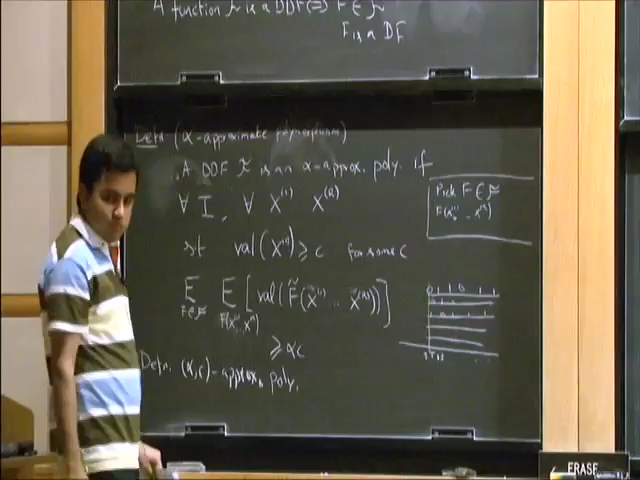 A function F is a DDF ⟺ F ∈ F
F is a DF
Defn (α-approximate polymorphism)
A DDF F is an α-approx. poly. if
∀ I, ∀ X^(1) X^(R)
st val(X^(i)) ≥ c for some c
E E [val(F̃(X^(1) .. X^(R)))]
F∈F F(X^(1).. X^(R))
≥ αc
Defn. (α,c)-approx. poly.
Pick F ∈ F
ERASE